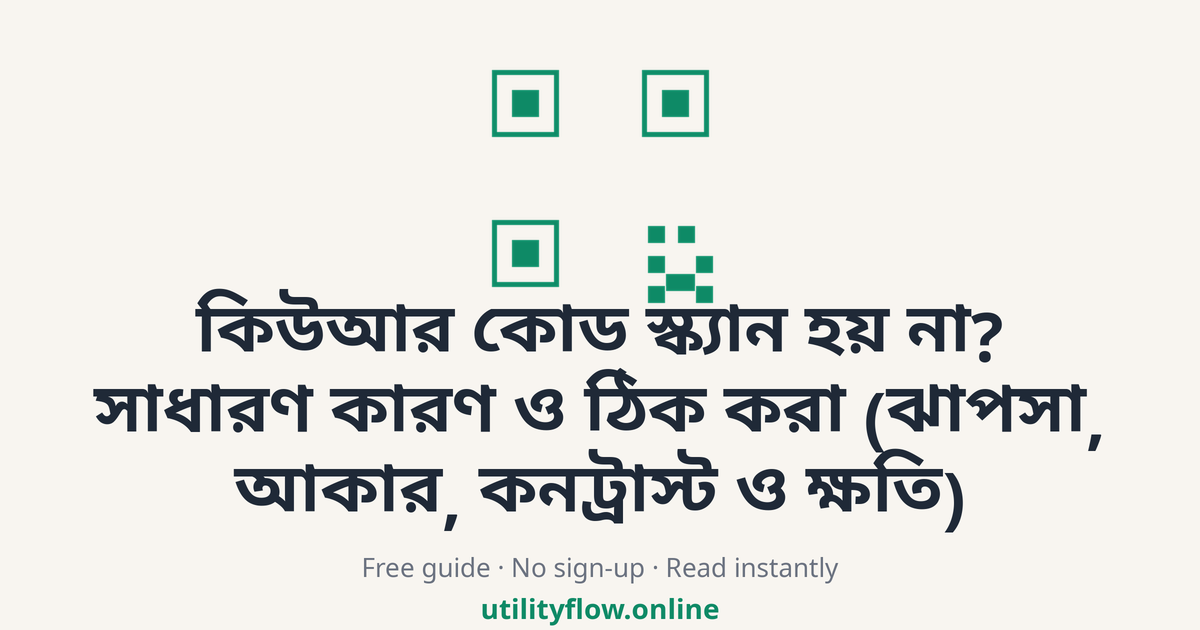 কিউআর কোড স্ক্যান হয় না?
সাধারণ কারণ ও ঠিক করা (ঝাপসা,
আকার, কনট্রাস্ট ও ক্ষতি)
Free guide · No sign-up · Read instantly
utilityflow.online